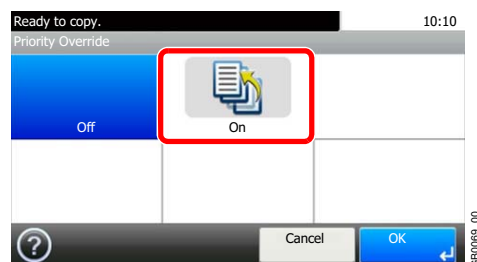 Ready to copy. 10:10
Priority Override
Off On
?
Cancel OK